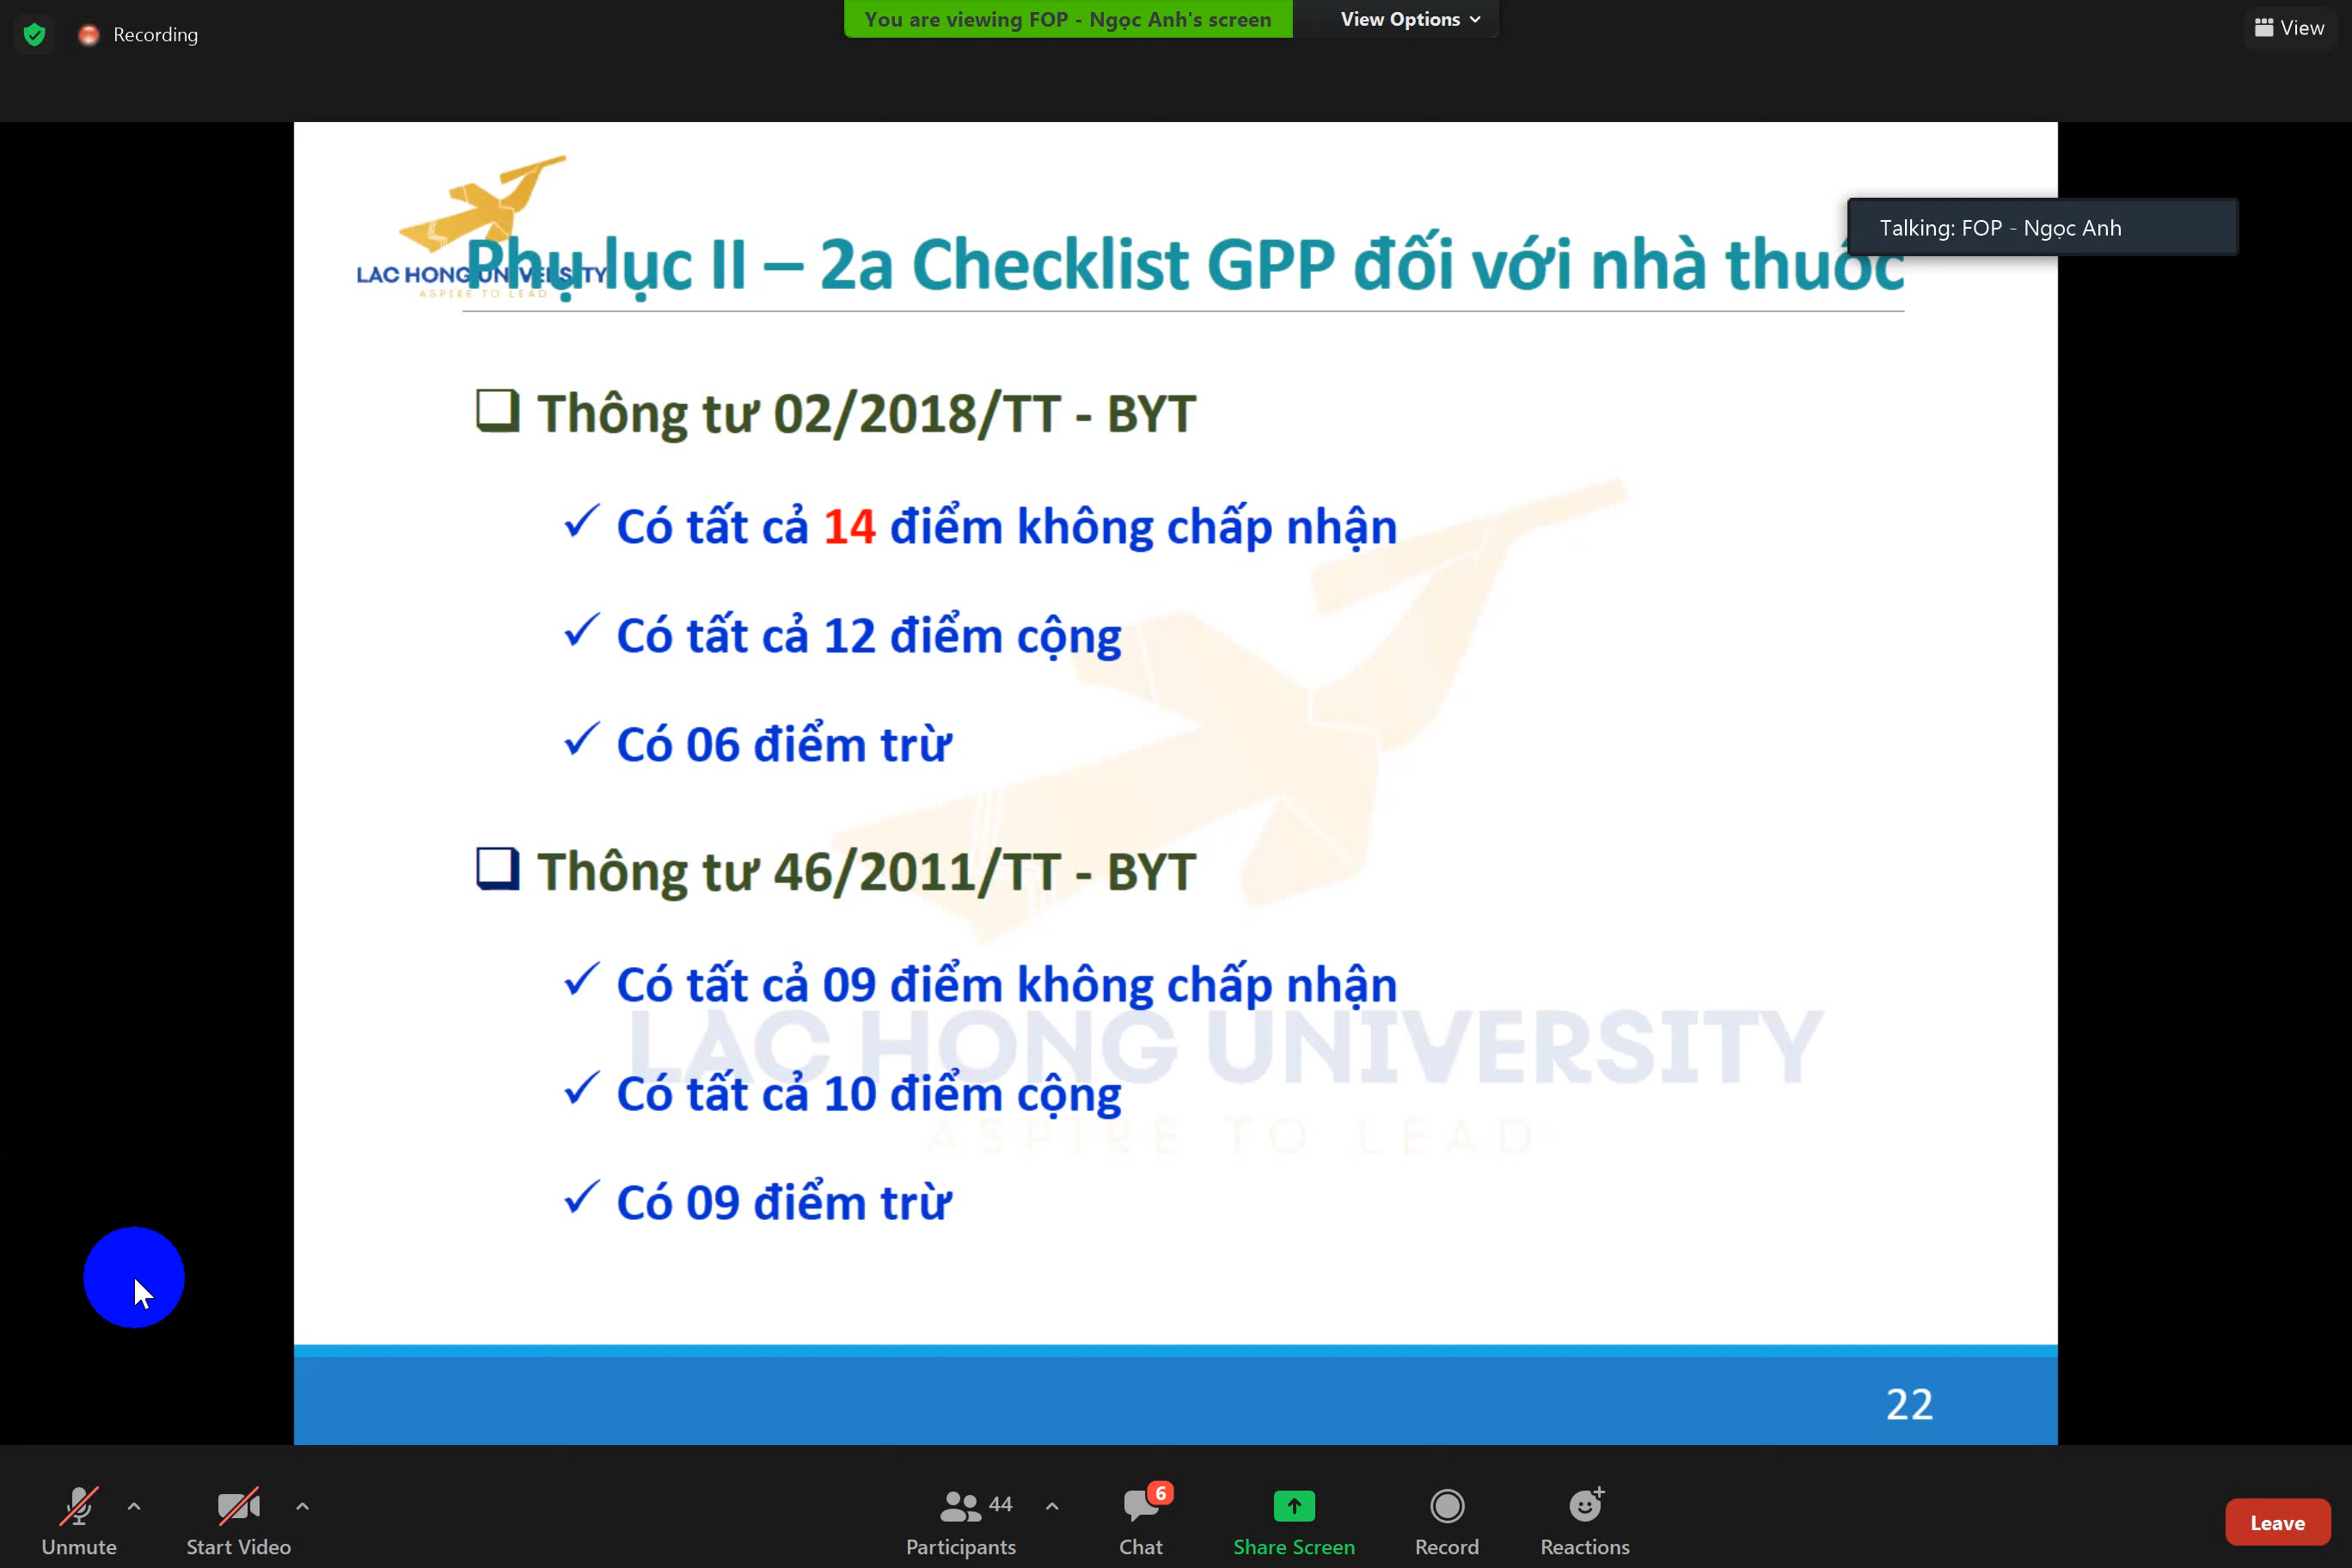 Recording
You are viewing FOP - Ngọc Anh's screen
View Options
View
Talking: FOP - Ngọc Anh
LAC HONG UNIVERSITY
ASPIRE TO LEAD
Phụ lục II – 2a Checklist GPP đối với nhà thuốc
Thông tư 02/2018/TT - BYT
Có tất cả 14 điểm không chấp nhận
Có tất cả 12 điểm cộng
Có 06 điểm trừ
Thông tư 46/2011/TT - BYT
Có tất cả 09 điểm không chấp nhận
LAC HONG UNIVERSITY
Có tất cả 10 điểm cộng
ASPIRE TO LEAD
Có 09 điểm trừ
22
Unmute
Start Video
44
Participants
6
Chat
Share Screen
Record
Reactions
Leave